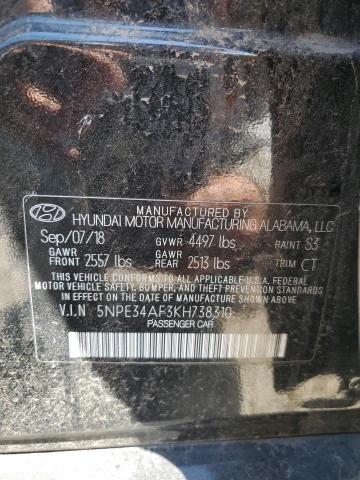 MANUFACTURED BY
HYUNDAI MOTOR MANUFACTURING ALABAMA, LLC
Sep/07/18 GVWR 4497 lbs PAINT S3
GAWR FRONT 2557 lbs GAWR REAR 2513 lbs TRIM CT
THIS VEHICLE CONFORMS TO ALL APPLICABLE U.S.A. FEDERAL
MOTOR VEHICLE SAFETY, BUMPER, AND THEFT PREVENTION
STANDARDS IN EFFECT ON THE DATE OF MANUFACTURE SHOWN ABOVE.
V.I.N 5NPE34AF3KH738310
PASSENGER CAR